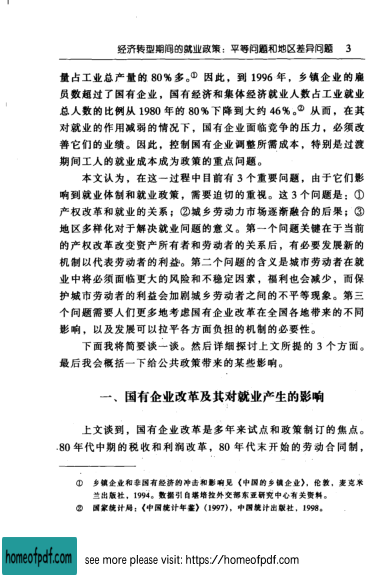 经济转型期间的就业政策：平等问题和地区差异问题 3
量占工业总产量的 80％多。① 因此，到 1996 年，乡镇企业的雇
员数超过了国有企业，国有经济和集体经济就业人数占工业就业
总人数的比例从 1980 年的 80％下降到大约 46％。② 从而，在其
对就业的作用减弱的情况下，国有企业面临竞争的压力，必须改
善它们的业绩。因此，控制国有企业调整所需成本，特别是过渡
期间工人的就业成本成为政策的重点问题。
本文认为，在这一过程中目前有 3 个重要问题，由于它们影
响到就业体制和就业政策，需要迫切的重视。这 3 个问题是：①
产权改革和就业的关系；②城乡劳动力市场逐渐融合的后果；③
地区多样化对于解决就业问题的意义。第一个问题关键在于当前
的产权改革改变资产所有者和劳动者的关系后，有必要发展新的
机制以代表劳动者的利益。第二个问题的含义是城市劳动者在就
业中将必须面临更大的风险和不稳定因素，福利也会减少，而保
护城市劳动者的利益会加剧城乡劳动者之间的不平等现象。第三
个问题需要人们更多地考虑国有企业改革在全国各地带来的不同
影响，以及发展可以拉平各方面负担的机制的必要性。
下面我将简要谈一谈。然后详细探讨上文所提的 3 个方面。
最后我会概括一下给公共政策带来的某些影响。
一、国有企业改革及其对就业产生的影响
上文谈到，国有企业改革是多年来试点和政策制订的焦点。
80 年代中期的税收和利润改革，80 年代末开始的劳动合同制，
① 乡镇企业和非国有经济的冲击和影响见《中国的乡镇企业》，伦敦，麦克米
兰出版社，1994。数据引自堪培拉外交部东亚研究中心有关资料。
② 国家统计局：《中国统计年鉴》(1997)，中国统计出版社，1998。
homeofpdf.com
see more please visit: https://homeofpdf.com